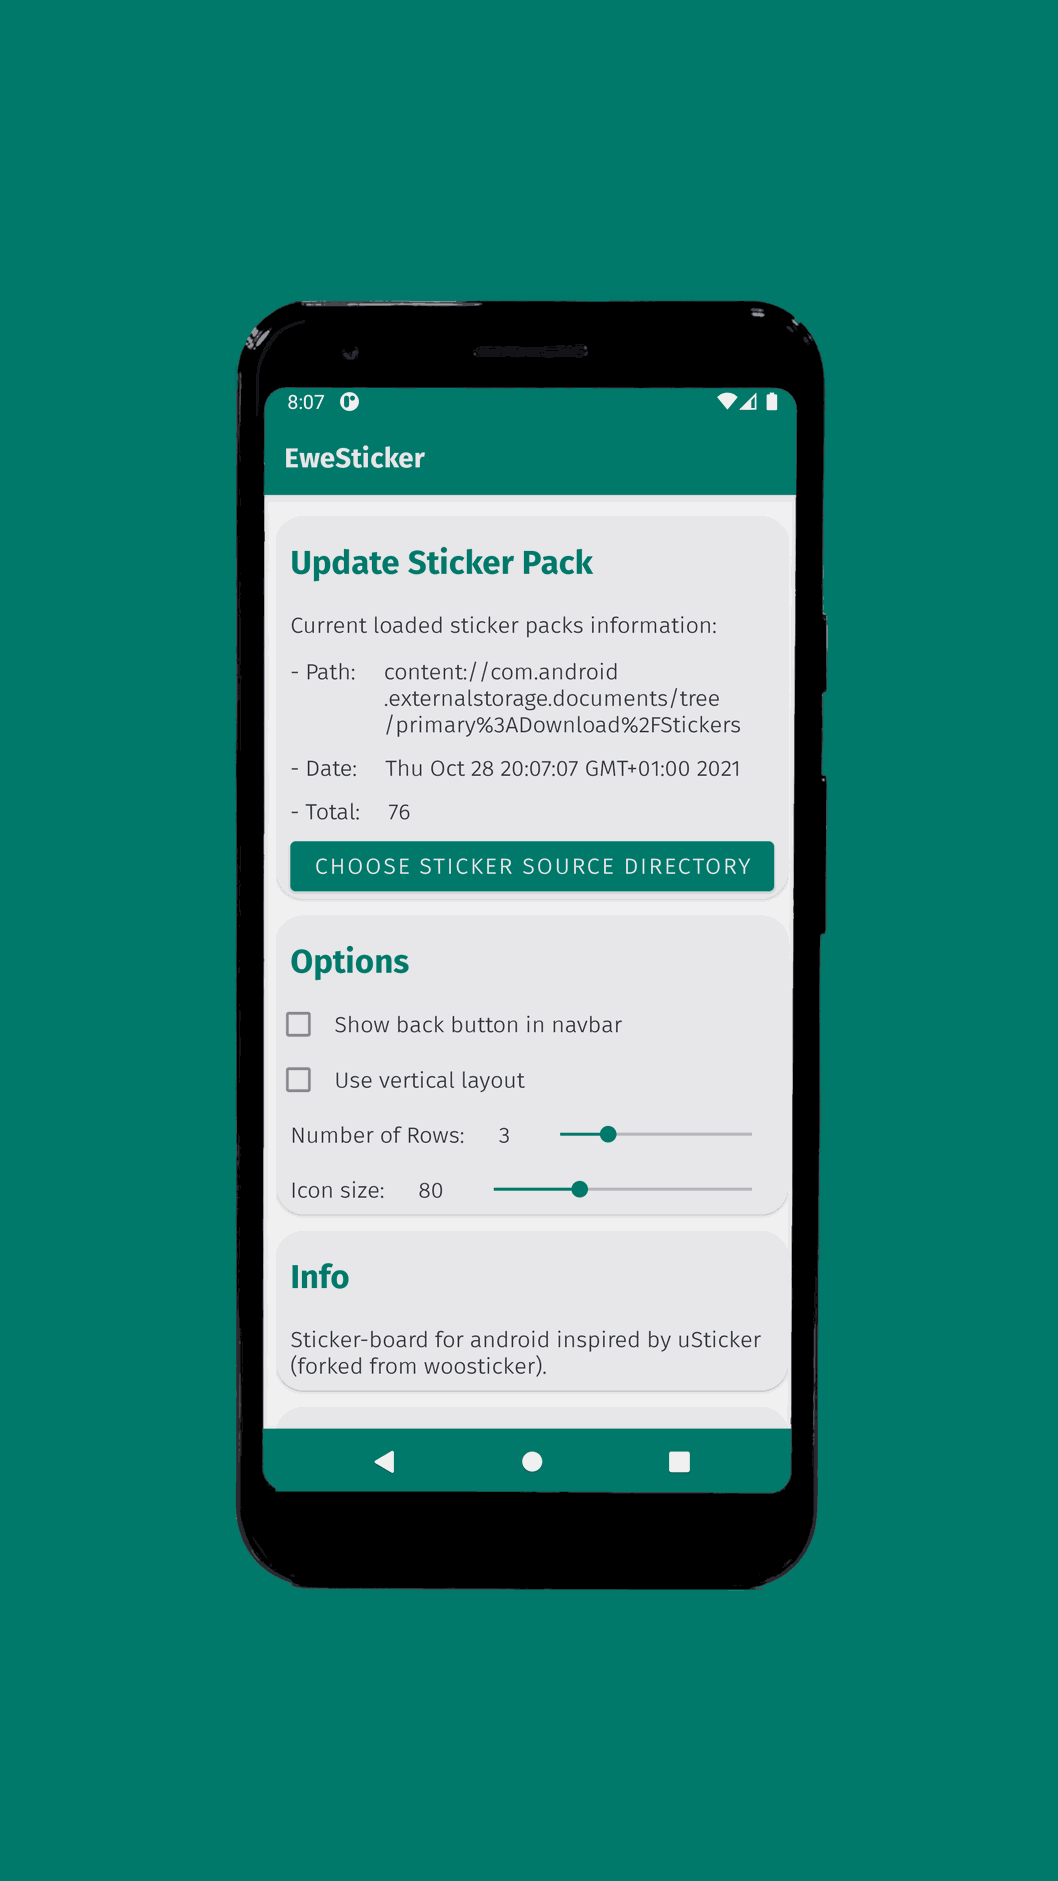 8:07
EweSticker
Update Sticker Pack
Current loaded sticker packs information:
- Path: content://com.android
.externalstorage.documents/tree
/primary%3ADownload%2FStickers
- Date: Thu Oct 28 20:07:07 GMT+01:00 2021
- Total: 76
CHOOSE STICKER SOURCE DIRECTORY
Options
Show back button in navbar
Use vertical layout
Number of Rows: 3
Icon size: 80
Info
Sticker-board for android inspired by uSticker
(forked from woosticker).